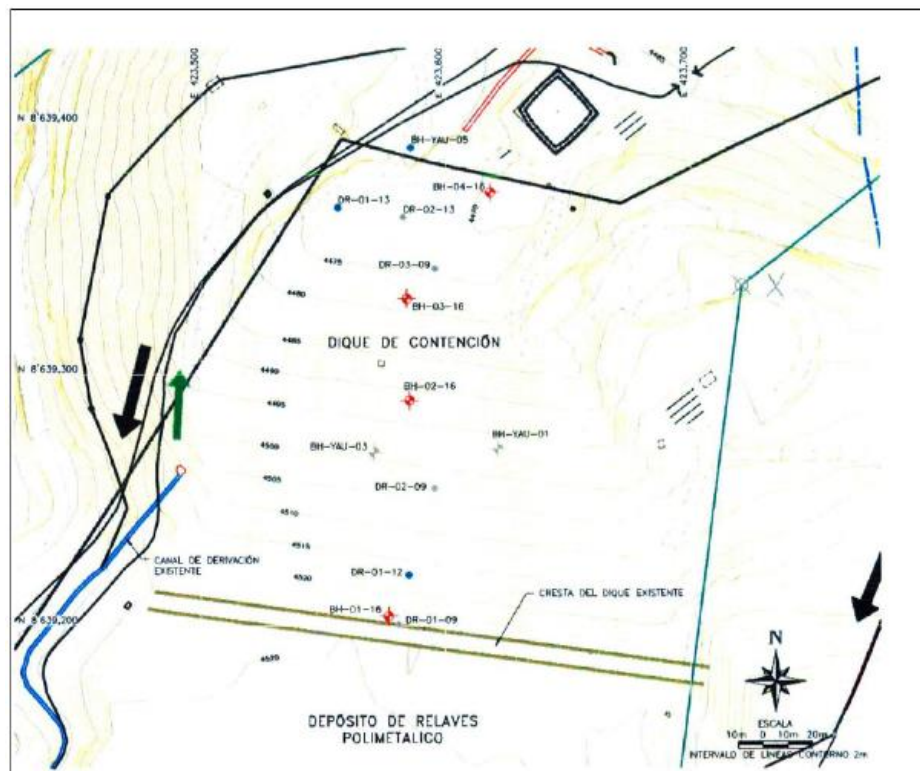 E 423,500
E 423,600
E 423,700
N 8'639,400
BH-YAU-05
BH-04-16
DR-01-13
DR-02-13
4470
4475
DR-03-09
4480
BH-03-16
4485
DIQUE DE CONTENCIÓN
N 8'639,300
4490
BH-02-16
4495
4500
BH-YAU-03
BH-YAU-01
4505
DR-02-09
4510
4515
CANAL DE DERIVACIÓN
EXISTENTE
4520
DR-01-12
CRESTA DEL DIQUE EXISTENTE
BH-01-16
DR-01-09
N 8'639,200
N
DEPÓSITO DE RELAVES
POLIMETALICO
ESCALA
10m 0 10m 20m
INTERVALO DE LÍNEAS CONTORNO 2m